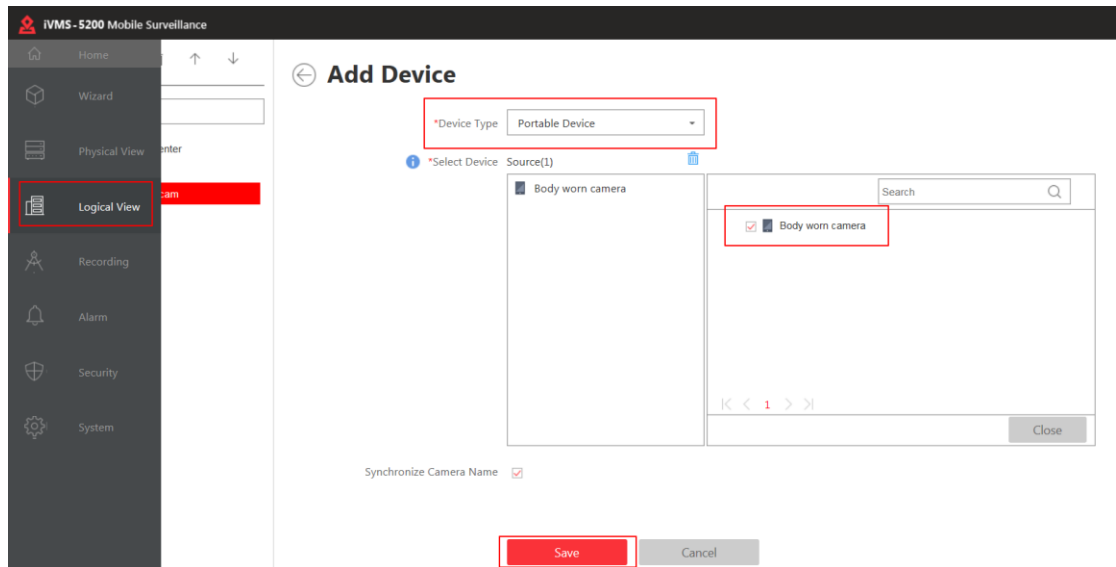 iVMS-5200 Mobile Surveillance
Home
Wizard
Physical View
Logical View
Recording
Alarm
Security
System
enter
cam
Add Device
*Device Type Portable Device
*Select Device Source(1)
Body worn camera
Search
Body worn camera
1
Close
Synchronize Camera Name
Save Cancel